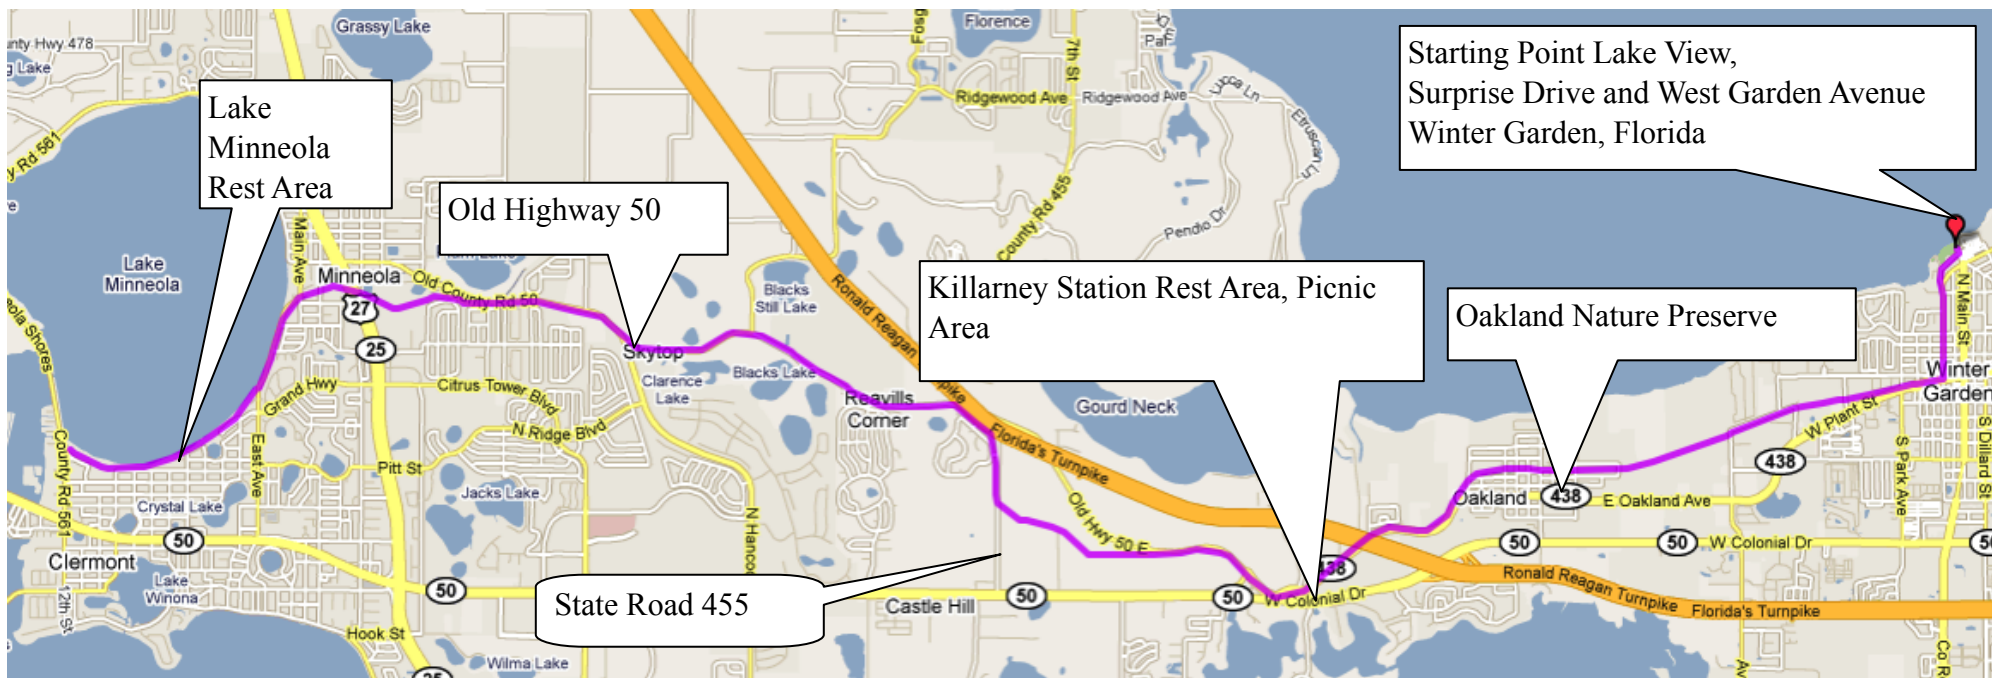 Starting Point Lake View,
Surprise Drive and West Garden Avenue
Winter Garden, Florida
Lake
Minneola
Rest Area
Old Highway 50
Killarney Station Rest Area, Picnic
Area
Oakland Nature Preserve
State Road 455
Grassy Lake
Florence
7th St
Ridgewood Ave
Ridgewood Ave
Yucca Ln
Etruscan Ln
Pendio Dr
County Rd 455
Main Ave
Lake
Minneola
Minneola
Old County Rd 50
27
25
Blacks
Still Lake
Ronald Reagan
Skytop
Clarence
Lake
Blacks Lake
Reavills
Corner
Gourd Neck
Florida's Turnpike
Grand Hwy
Citrus Tower Blvd
N Ridge Blvd
County Rd 561
East Ave
Pitt St
Jacks Lake
Crystal Lake
50
Clermont
Lake
Winona
12th St
Hook St
50
Wilma Lake
25
Old Hwy 50 E
Castle Hill
50
50
W Colonial Dr
438
Oakland
438
E Oakland Ave
438
W Plant St
N Main St
Winter
Garden
S Park Ave
S Dillard St
50
50
W Colonial Dr
50
Ronald Reagan Turnpike
Florida's Turnpike